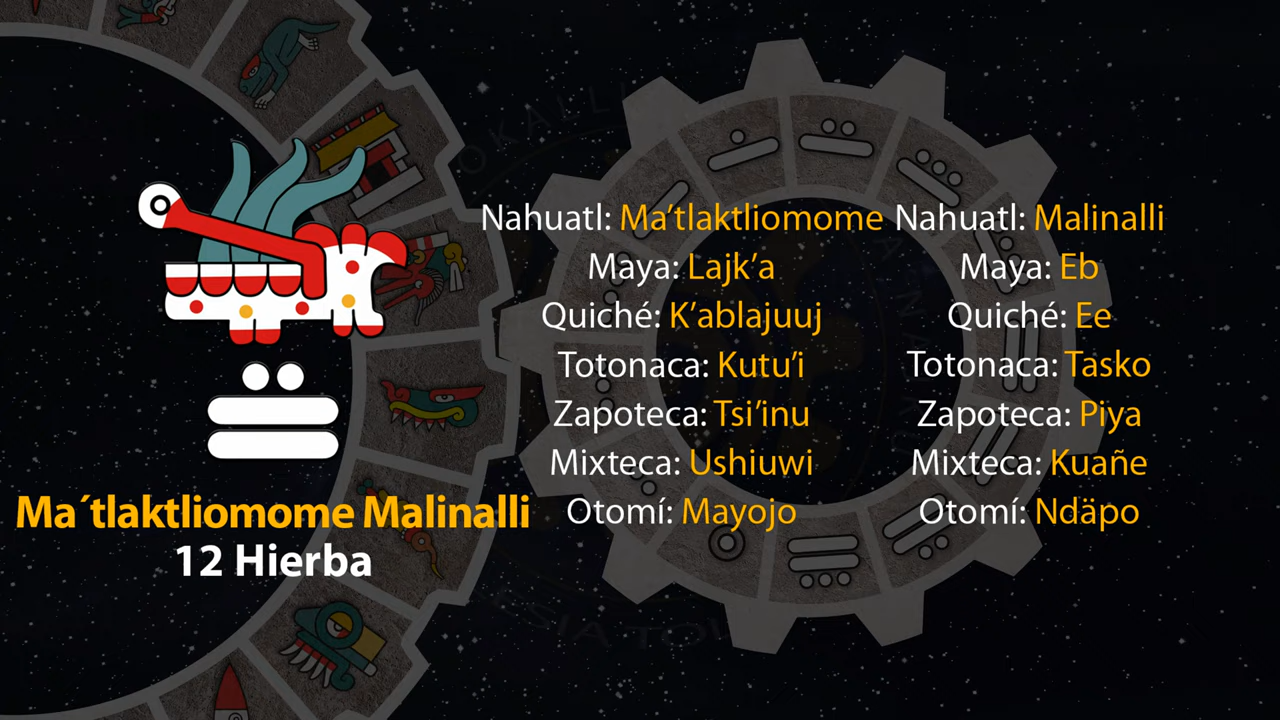 Nahuatl: Ma’tlaktliomome
Maya: Lajk’a
Quiché: K’ablajuuj
Totonaca: Kutu’i
Zapoteca: Tsi’inu
Mixteca: Ushiuwi
Otomí: Mayojo
Nahuatl: Malinalli
Maya: Eb
Quiché: Ee
Totonaca: Tasko
Zapoteca: Piya
Mixteca: Kuañe
Otomí: Ndäpo
Ma´tlaktliomome Malinalli
12 Hierba